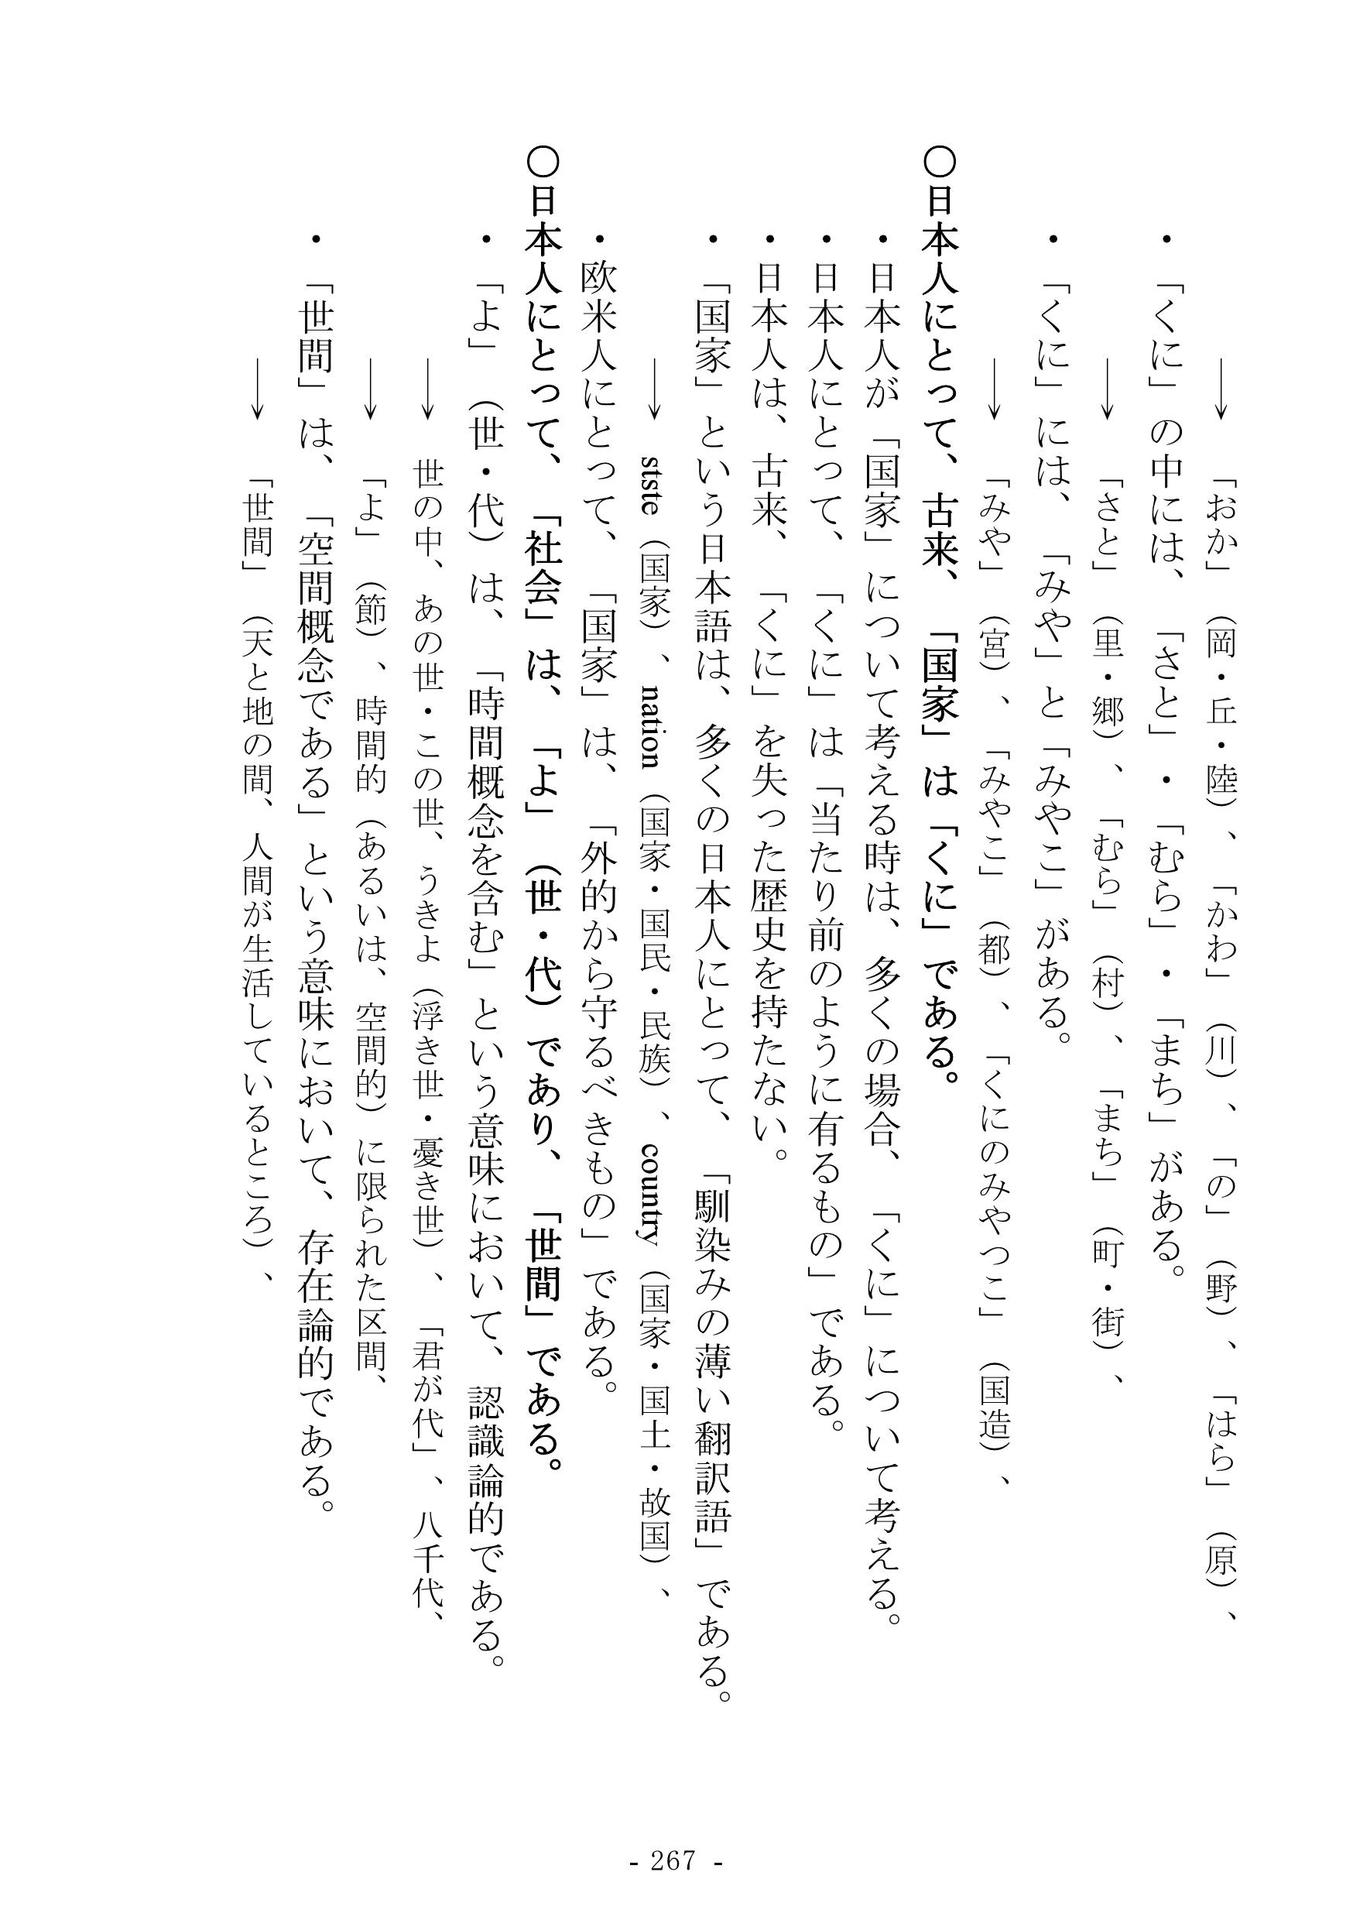 →「おか」（岡・丘・陸）、「かわ」（川）、「の」（野）、「はら」（原）、
・「くに」の中には、「さと」・「むら」・「まち」がある。
→「さと」（里・郷）、「むら」（村）、「まち」（町・街）、
・「くに」には、「みや」と「みやこ」がある。
→「みや」（宮）、「みやこ」（都）、「くにのみやつこ」（国造）、
○日本人にとって、古来、「国家」は「くに」である。
・日本人が「国家」について考える時は、多くの場合、「くに」について考える。
・日本人にとって、「くに」は「当たり前のように有るもの」である。
・日本人は、古来、「くに」を失った歴史を持たない。
・「国家」という日本語は、多くの日本人にとって、「馴染みの薄い翻訳語」である。
→ stste（国家）、nation（国家・国民・民族）、country（国家・国土・故国）、
・欧米人にとって、「国家」は、「外的から守るべきもの」である。
○日本人にとって、「社会」は、「よ」（世・代）であり、「世間」である。
・「よ」（世・代）は、「時間概念を含む」という意味において、認識論的である。
→世の中、あの世・この世、うきよ（浮き世・憂き世）、「君が代」、八千代、
→「よ」（節）、時間的（あるいは、空間的）に限られた区間、
・「世間」は、「空間概念である」という意味において、存在論的である。
→「世間」（天と地の間、人間が生活しているところ）、
- 267 -